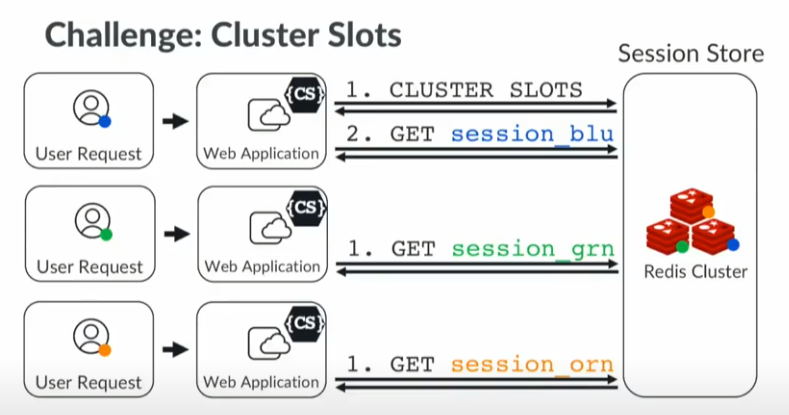 Challenge: Cluster Slots
Session Store
{CS}
1. CLUSTER SLOTS
2. GET session_blu
User Request
Web Application
{CS}
1. GET session_grn
User Request
Web Application
Redis Cluster
{CS}
1. GET session_orn
User Request
Web Application